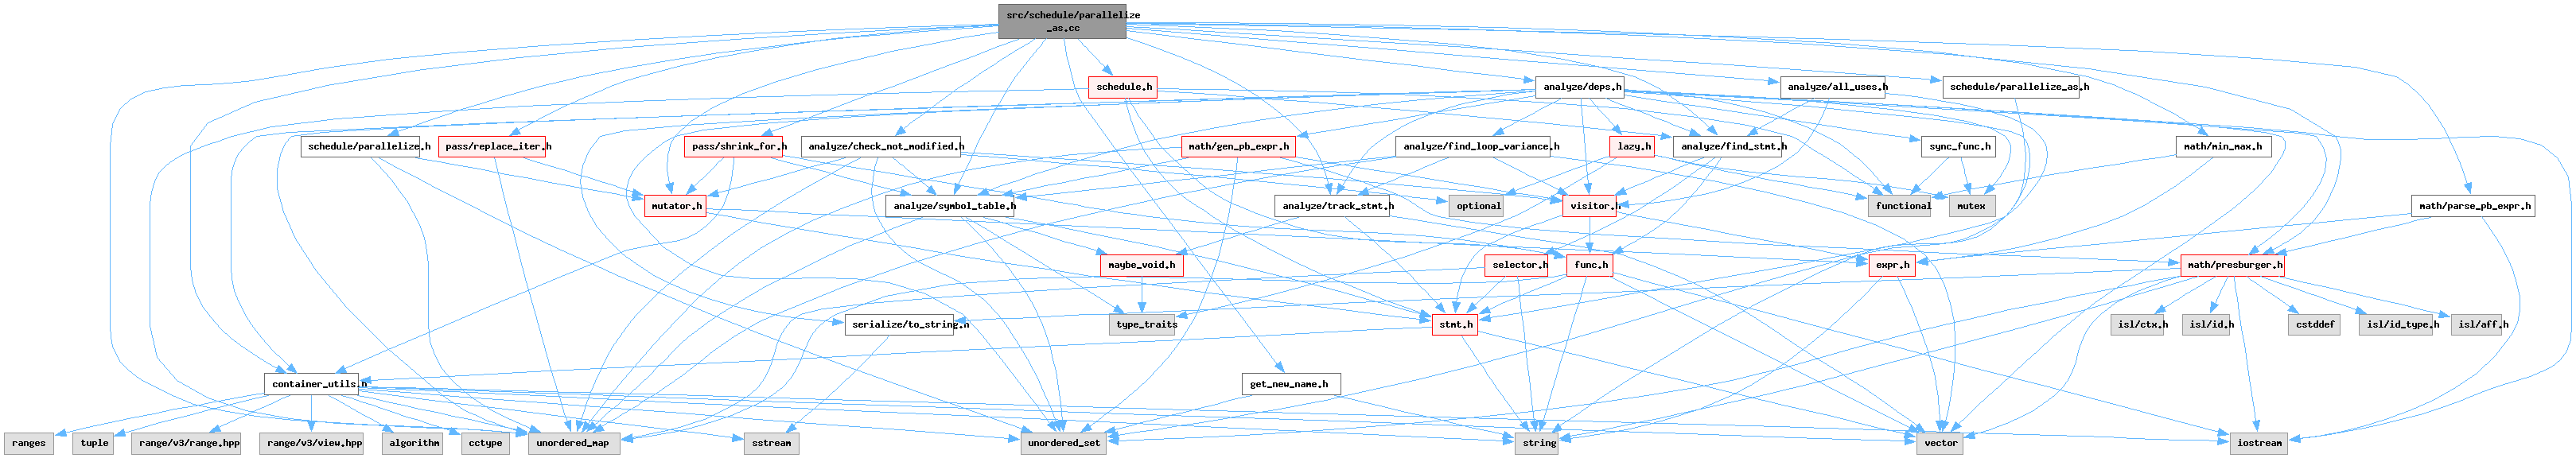 src/schedule/parallelize
_as.cc
schedule.h
analyze/deps.h
analyze/all_uses.h
schedule/parallelize_as.h
schedule/parallelize.h
pass/replace_iter.h
pass/shrink_for.h
analyze/check_not_modified.h
math/gen_pb_expr.h
analyze/find_loop_variance.h
lazy.h
analyze/find_stmt.h
sync_func.h
math/min_max.h
mutator.h
analyze/symbol_table.h
analyze/track_stmt.h
optional
visitor.h
functional
mutex
math/parse_pb_expr.h
maybe_void.h
selector.h
func.h
expr.h
math/presburger.h
serialize/to_string.h
type_traits
stmt.h
isl/ctx.h
isl/id.h
cstddef
isl/id_type.h
isl/aff.h
container_utils.h
get_new_name.h
ranges
tuple
range/v3/range.hpp
range/v3/view.hpp
algorithm
cctype
unordered_map
sstream
unordered_set
string
vector
iostream